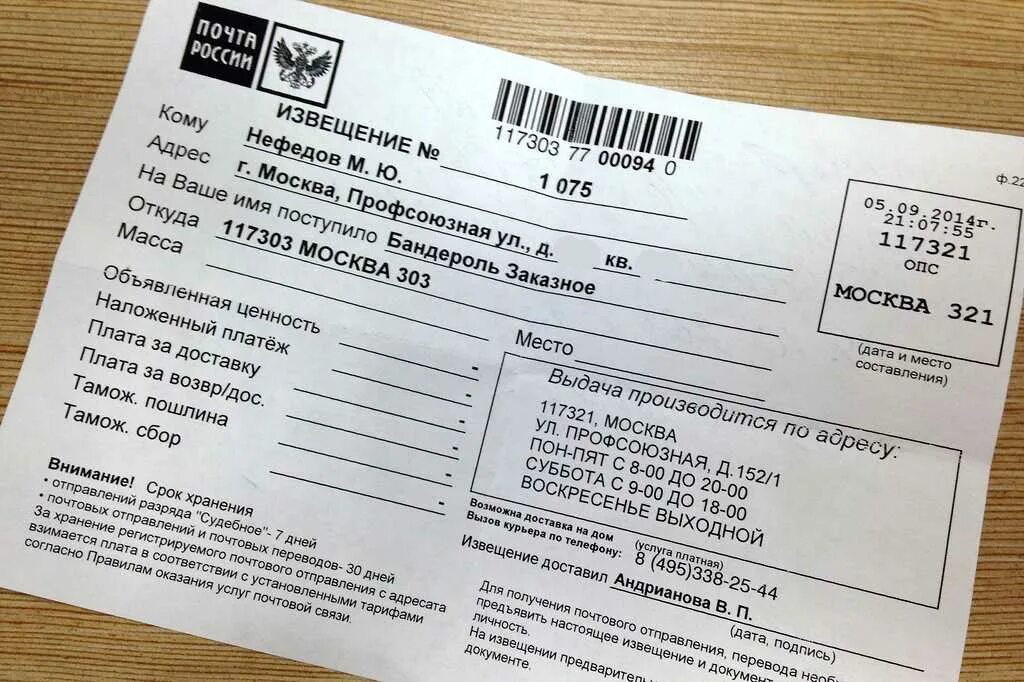 ПОЧТА
РОССИИ
ИЗВЕЩЕНИЕ № 1 075
117303 77 00094 0
ф.22
Кому Нефедов М. Ю.
Адрес г. Москва, Профсоюзная ул., д. кв.
На Ваше имя поступило Бандероль Заказное
Откуда 117303 МОСКВА 303
Масса
05.09.2014г.
21:07:55
117321
ОПС
МОСКВА 321
(дата и место
составления)
Объявленная ценность -
Наложенный платёж -
Плата за доставку -
Плата за возвр/дос. -
Тамож. пошлина
Тамож. сбор -
Место
Выдача производится по адресу:
117321, МОСКВА
УЛ. ПРОФСОЮЗНАЯ, Д.152/1
ПОН-ПЯТ С 8-00 ДО 20-00
СУББОТА С 9-00 ДО 18-00
ВОСКРЕСЕНЬЕ ВЫХОДНОЙ
Возможна доставка на дом (услуга платная)
Вызов курьера по телефону: 8 (495)338-25-44
Внимание! Срок хранения
• отправлений разряда "Судебное"- 7 дней
• почтовых отправлений и почтовых переводов- 30 дней
За хранение регистрируемого почтового отправления с адресата
взимается плата в соответствии с установленными тарифами
согласно Правилам оказания услуг почтовой связи.
Извещение доставил Андрианова В. П.
(дата, подпись)
Для получения почтового отправления, перевода
предъявить настоящее извещение и
личность.
На извещении
документе.